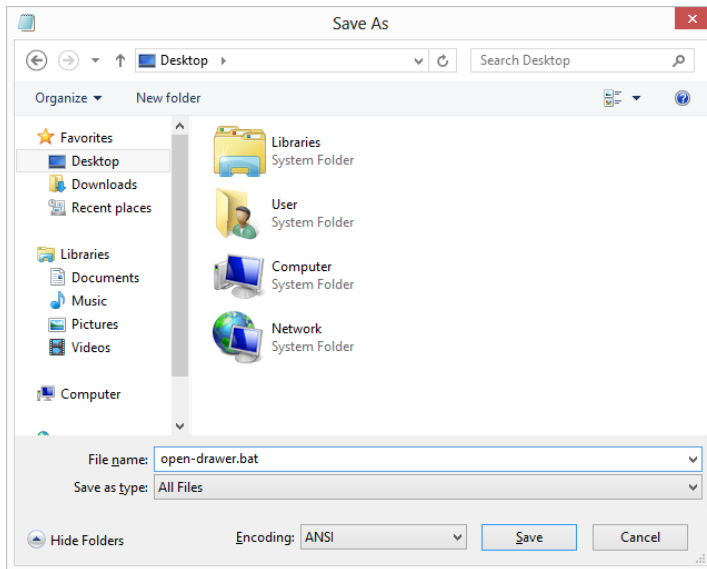 Save As
Desktop
Search Desktop
Organize
New folder
Favorites
Desktop
Downloads
Recent places
Libraries
Documents
Music
Pictures
Videos
Computer
Libraries
System Folder
User
System Folder
Computer
System Folder
Network
System Folder
File name: open-drawer.bat
Save as type: All Files
Hide Folders
Encoding: ANSI
Save
Cancel